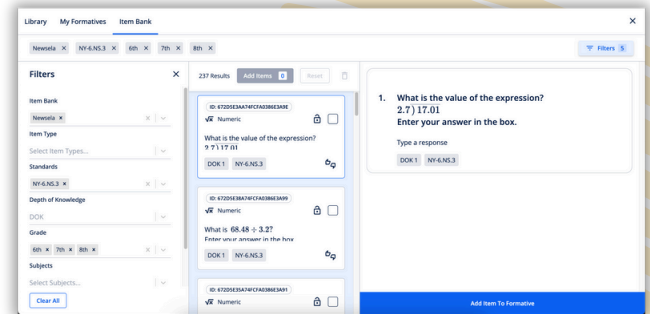 Library My Formatives Item Bank ×
Newsela × NY-6.NS.3 × 6th × 7th × 8th × Filters 5
Filters ×
Item Bank
Newsela × ×
Item Type
Select Item Types...
Standards
NY-6.NS.3 × ×
Depth of Knowledge
DOK
Grade
6th × 7th × 8th × ×
Subjects
Select Subjects...
Clear All
237 Results Add Items 0 Reset
ID: 672D5E3AA74FCFA03B6E3A9E
√x Numeric
What is the value of the expression?
2.7 ) 17.01
DOK 1 NY-6.NS.3
√x Numeric
What is 68.48 ÷ 3.2?
Enter your answer in the box.
DOK 1 NY-6.NS.3
√x Numeric
1. What is the value of the expression?
2.7 ) 17.01
Enter your answer in the box.
Type a response
DOK 1 NY-6.NS.3
Add Item To Formative